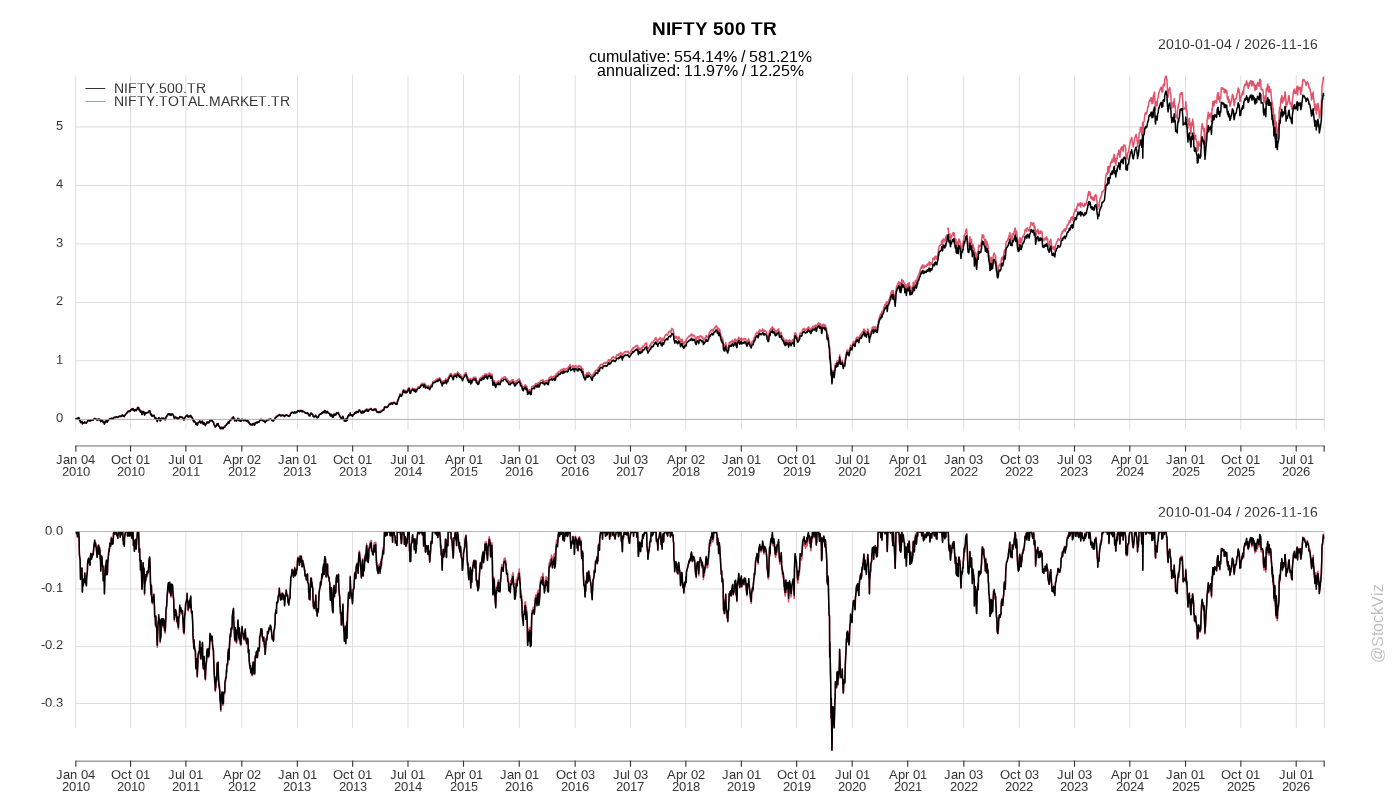 NIFTY 500 TR
2010-01-04 / 2026-11-16
cumulative: 554.14% / 581.21%
annualized: 11.97% / 12.25%
NIFTY.500.TR
NIFTY.TOTAL.MARKET.TR
5
4
3
2
1
0
Jan 04 Oct 01 Jul 01 Apr 02 Jan 01 Oct 01 Jul 01 Apr 01 Jan 01 Oct 03 Jul 03 Apr 02 Jan 01 Oct 01 Jul 01 Apr 01 Jan 03 Oct 03 Jul 03 Apr 01 Jan 01 Oct 01 Jul 01
2010 2010 2011 2012 2013 2013 2014 2015 2016 2016 2017 2018 2019 2019 2020 2021 2022 2022 2023 2024 2025 2025 2026
2010-01-04 / 2026-11-16
0.0
-0.1
-0.2
-0.3
Jan 04 Oct 01 Jul 01 Apr 02 Jan 01 Oct 01 Jul 01 Apr 01 Jan 01 Oct 03 Jul 03 Apr 02 Jan 01 Oct 01 Jul 01 Apr 01 Jan 03 Oct 03 Jul 03 Apr 01 Jan 01 Oct 01 Jul 01
2010 2010 2011 2012 2013 2013 2014 2015 2016 2016 2017 2018 2019 2019 2020 2021 2022 2022 2023 2024 2025 2025 2026
@StockViz